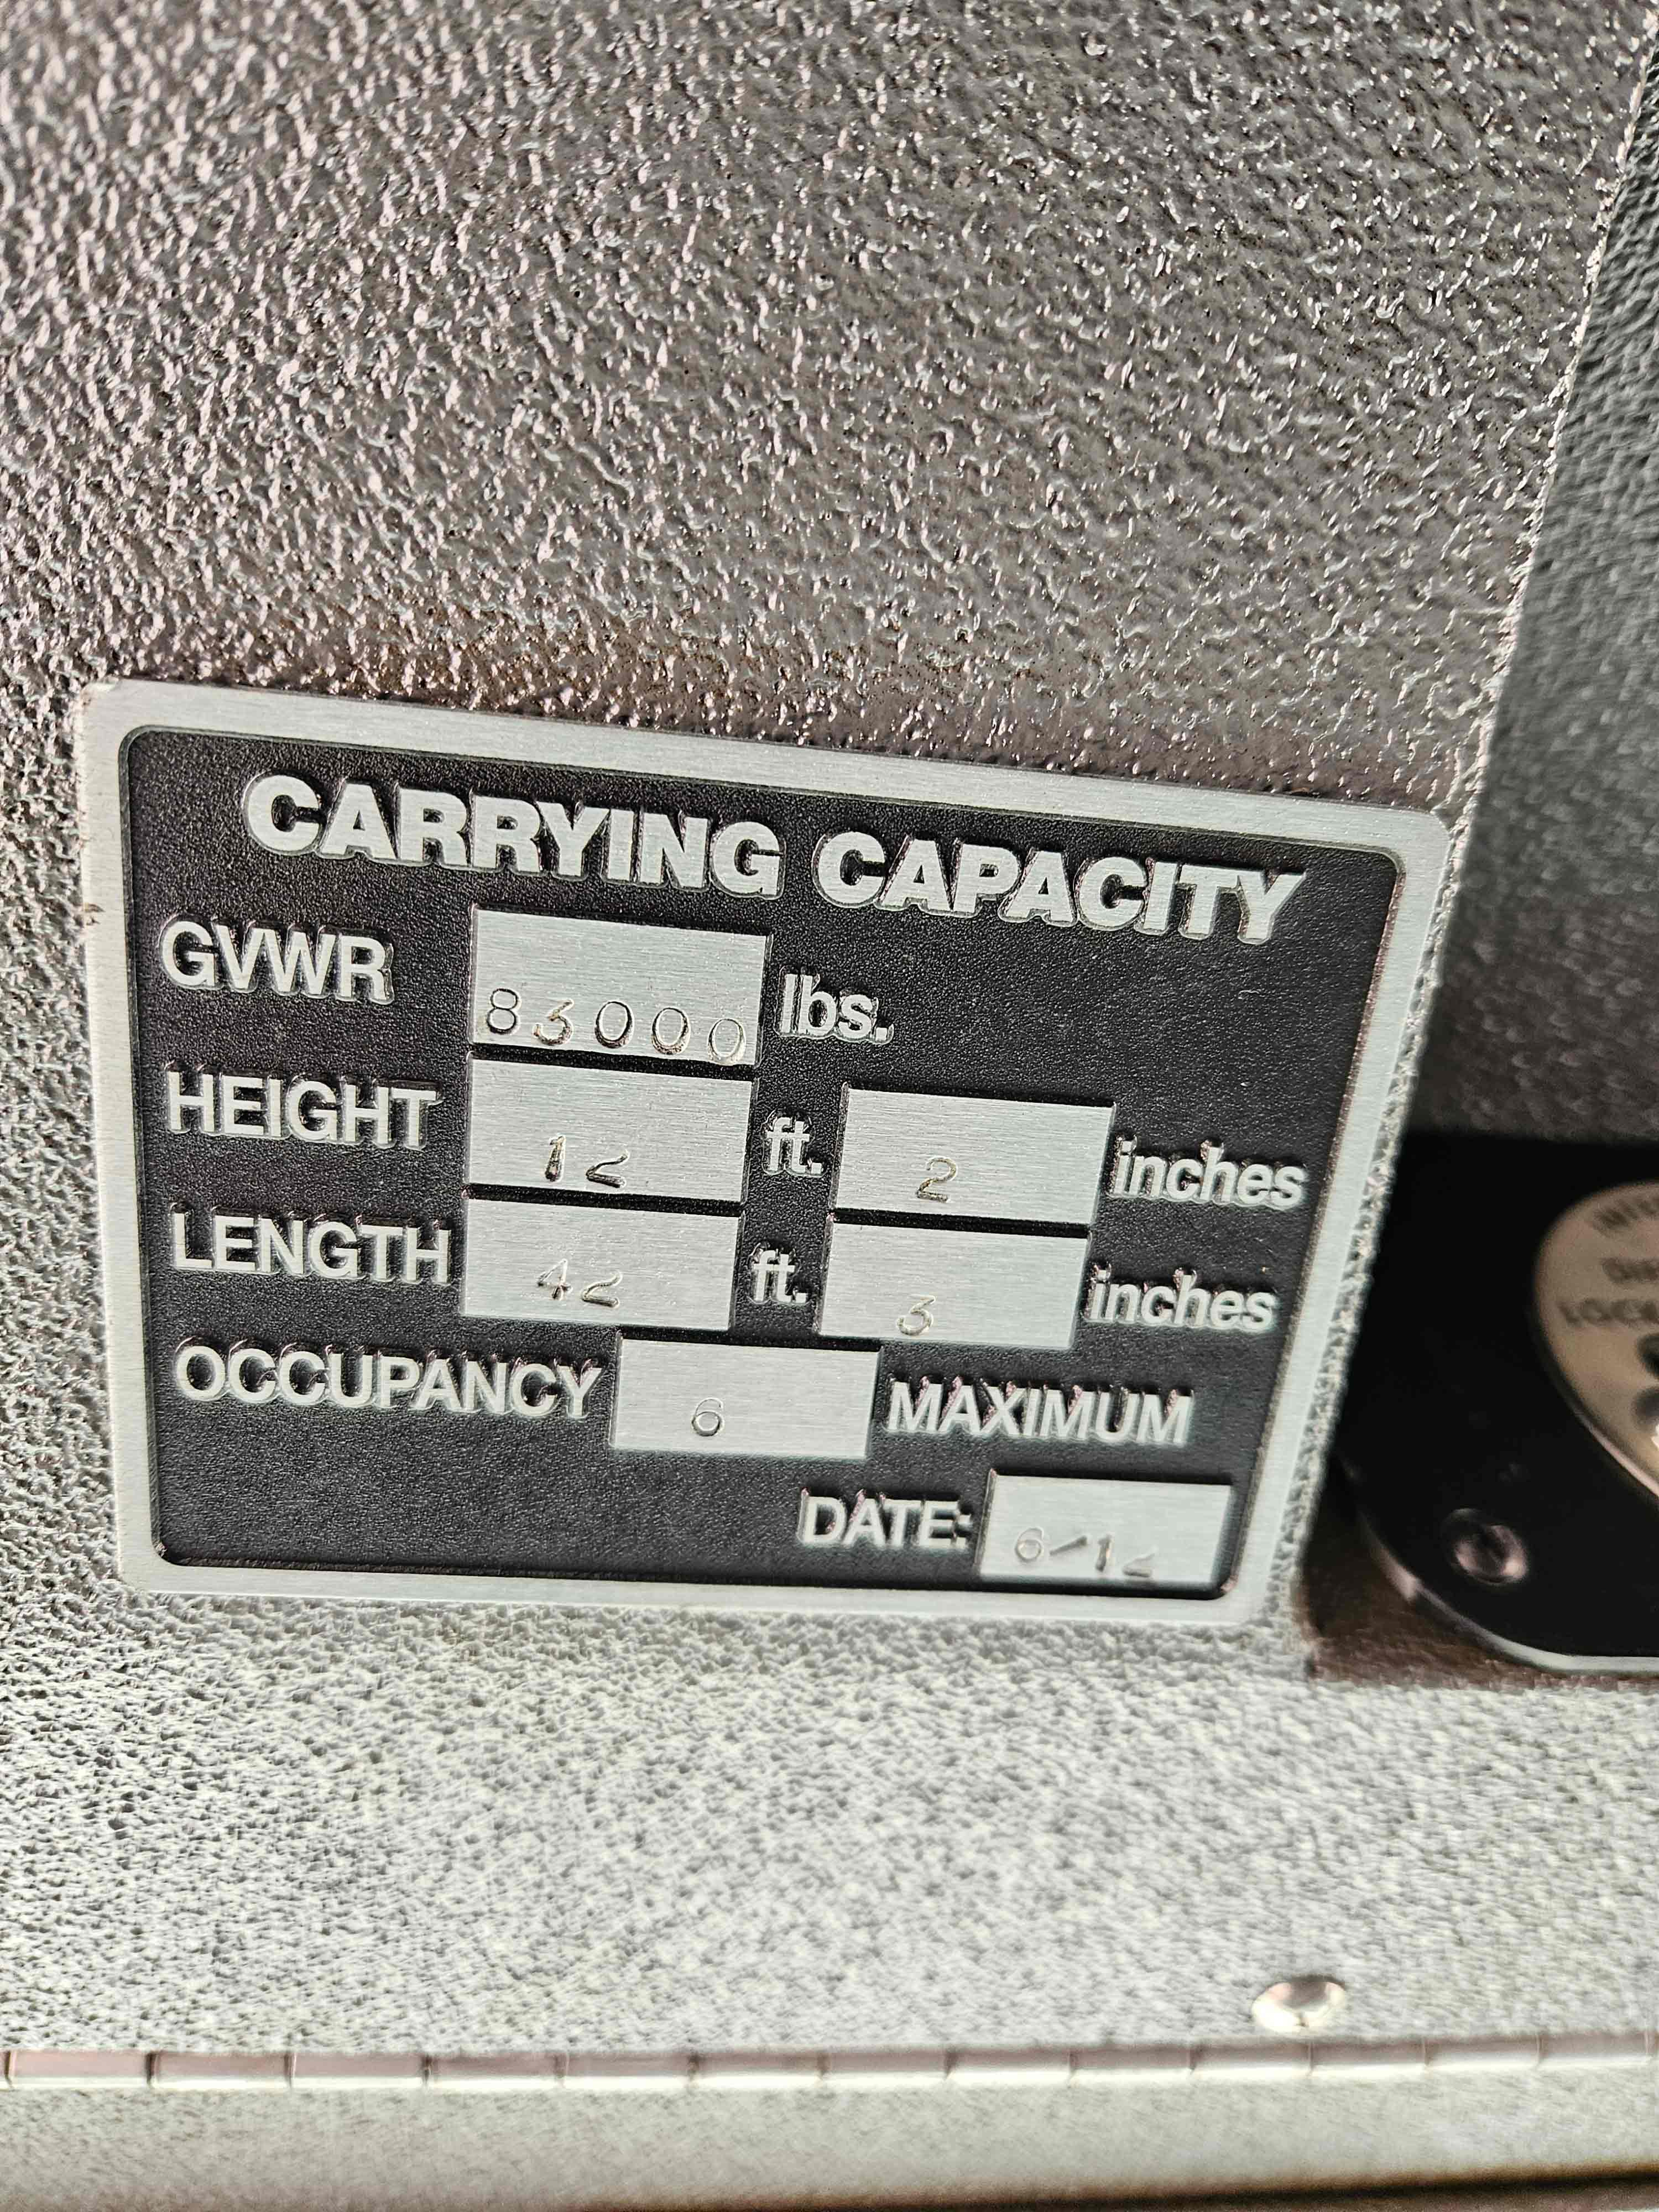 CARRYING CAPACITY
GVWR 83000 lbs.
HEIGHT 12 ft. 2 inches
LENGTH 42 ft. 3 inches
OCCUPANCY 6 MAXIMUM
DATE: 6/12